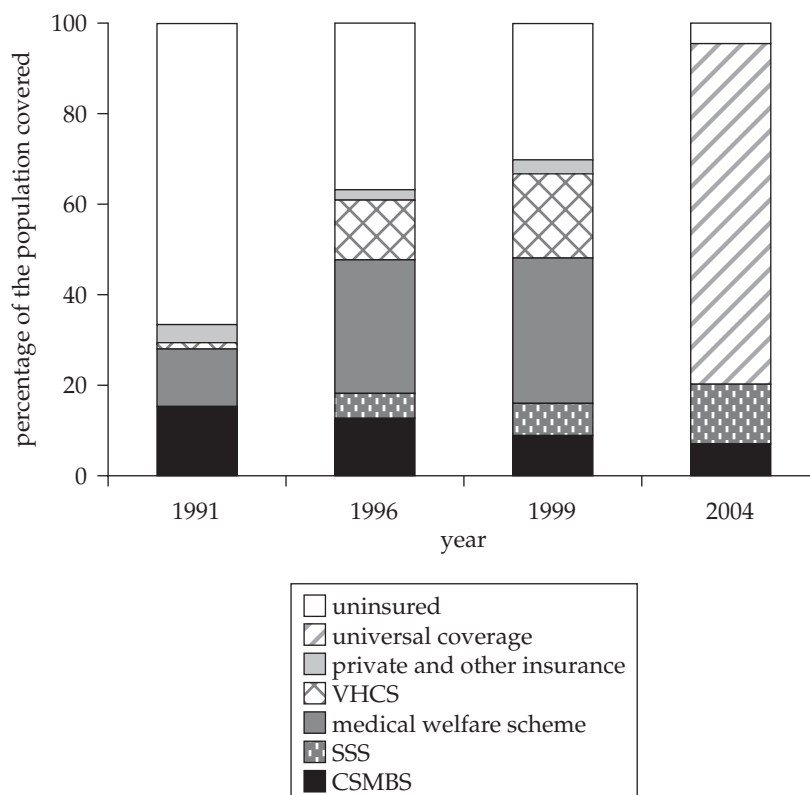 percentage of the population covered
100
80
60
40
20
0
1991 1996 1999 2004
year
uninsured
universal coverage
private and other insurance
VHCS
medical welfare scheme
SSS
CSMBS